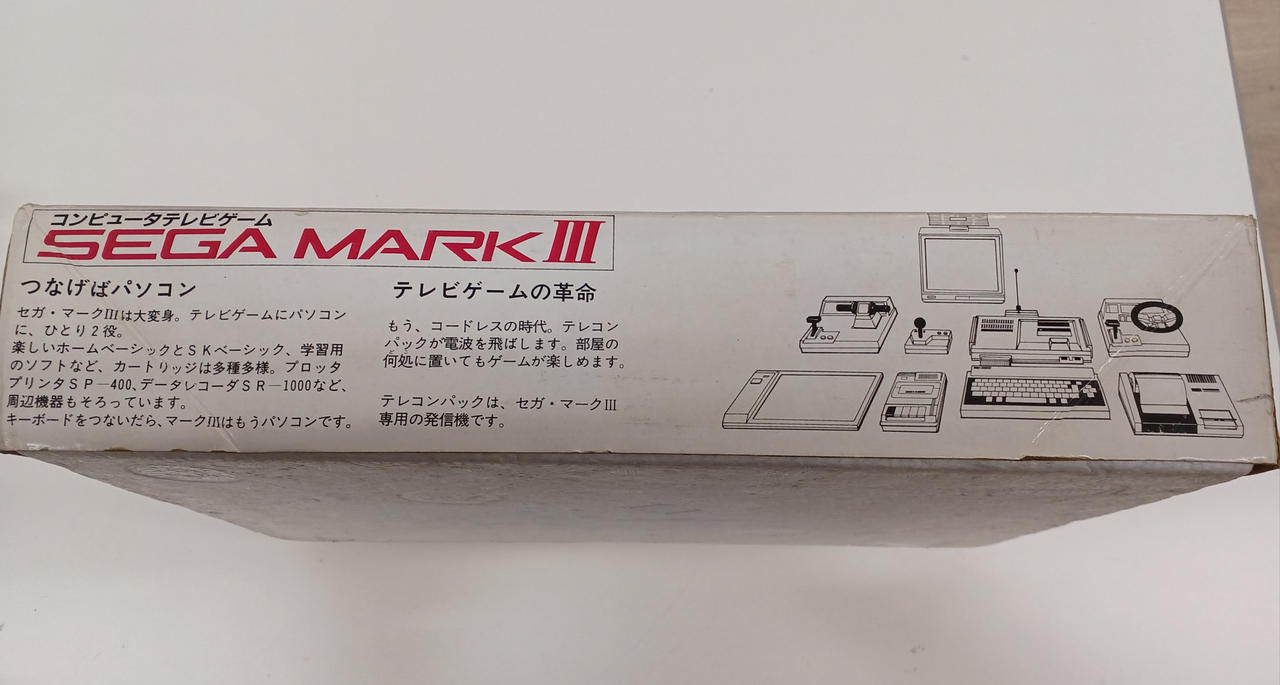 コンピュータテレビゲーム
SEGA MARK III
つなげばパソコン
セガ・マークIIIは大変身。テレビゲームにパソコン
に、ひとり2役。
楽しいホームベーシックとSKベーシック、学習用
のソフトなど、カートリッジは多種多様。プロッタ
プリンタSP—400、データレコーダSR—1000など、
周辺機器もそろっています。
キーボードをつないだら、マークIIIはもうパソコンです。
テレビゲームの革命
もう、コードレスの時代。テレコン
パックが電波を飛ばします。部屋の
何処に置いてもゲームが楽しめます。
テレコンパックは、セガ・マークIII
専用の発信機です。